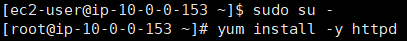 [ec2-user@ip-10-0-0-153 ~]$ sudo su -
[root@ip-10-0-0-153 ~]# yum install -y httpd